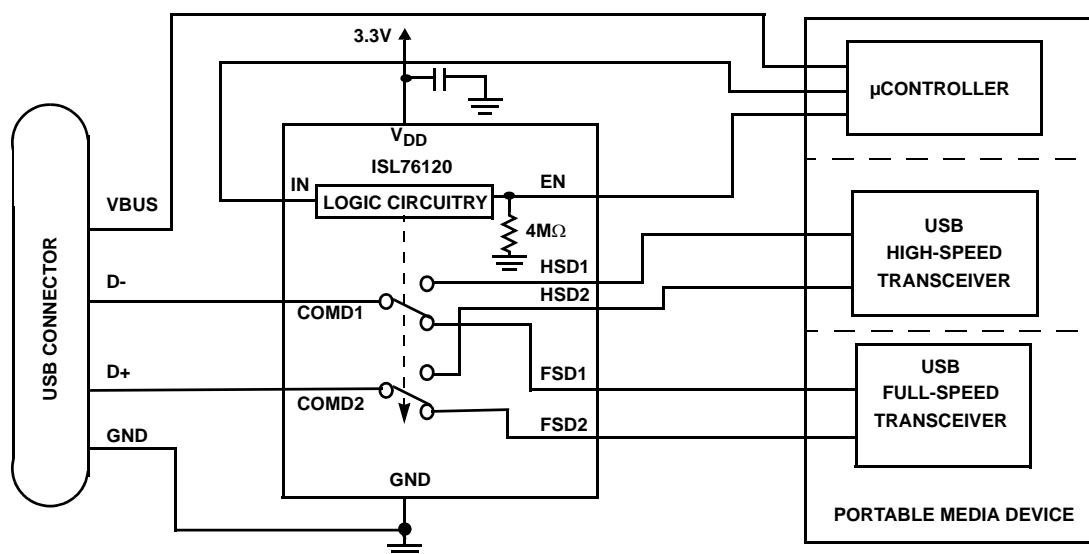 3.3V
µCONTROLLER
VDD
ISL76120
IN
LOGIC CIRCUITRY
EN
4MΩ
USB CONNECTOR
VBUS
D-
D+
GND
COMD1
COMD2
HSD1
HSD2
FSD1
FSD2
GND
USB
HIGH-SPEED
TRANSCEIVER
USB
FULL-SPEED
TRANSCEIVER
PORTABLE MEDIA DEVICE